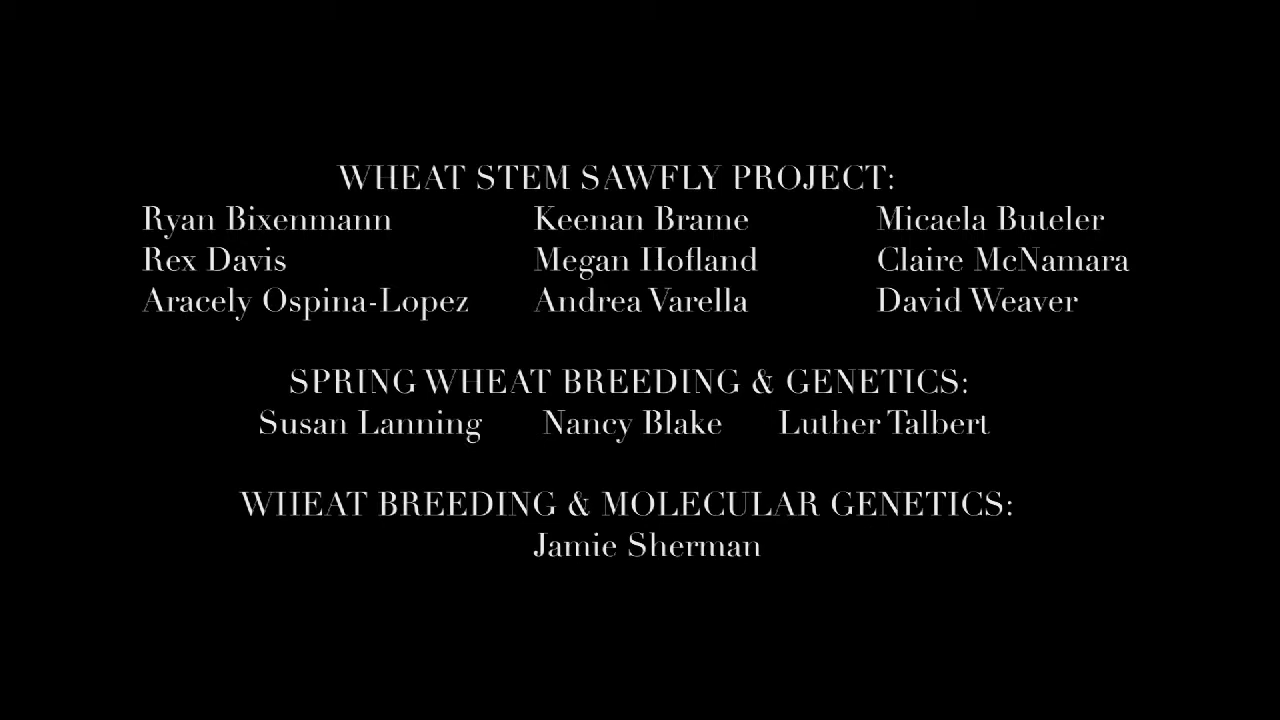 WHEAT STEM SAWFLY PROJECT:
Ryan Bixenmann Keenan Brame Micaela Buteler
Rex Davis Megan Hofland Claire McNamara
Aracely Ospina-Lopez Andrea Varella David Weaver
SPRING WHEAT BREEDING & GENETICS:
Susan Lanning Nancy Blake Luther Talbert
WHEAT BREEDING & MOLECULAR GENETICS:
Jamie Sherman